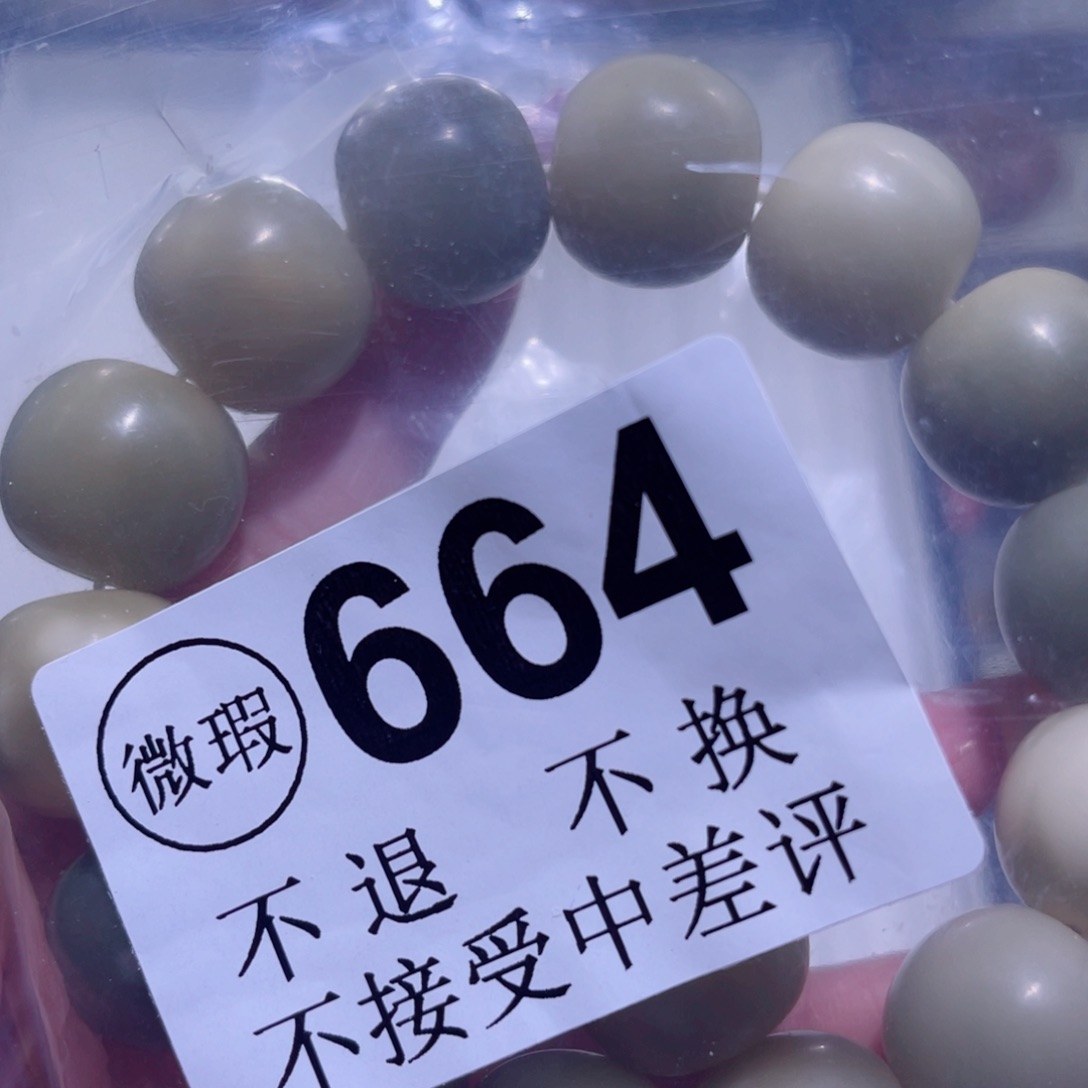 微瑕 664
不退 不换
不接受中差评